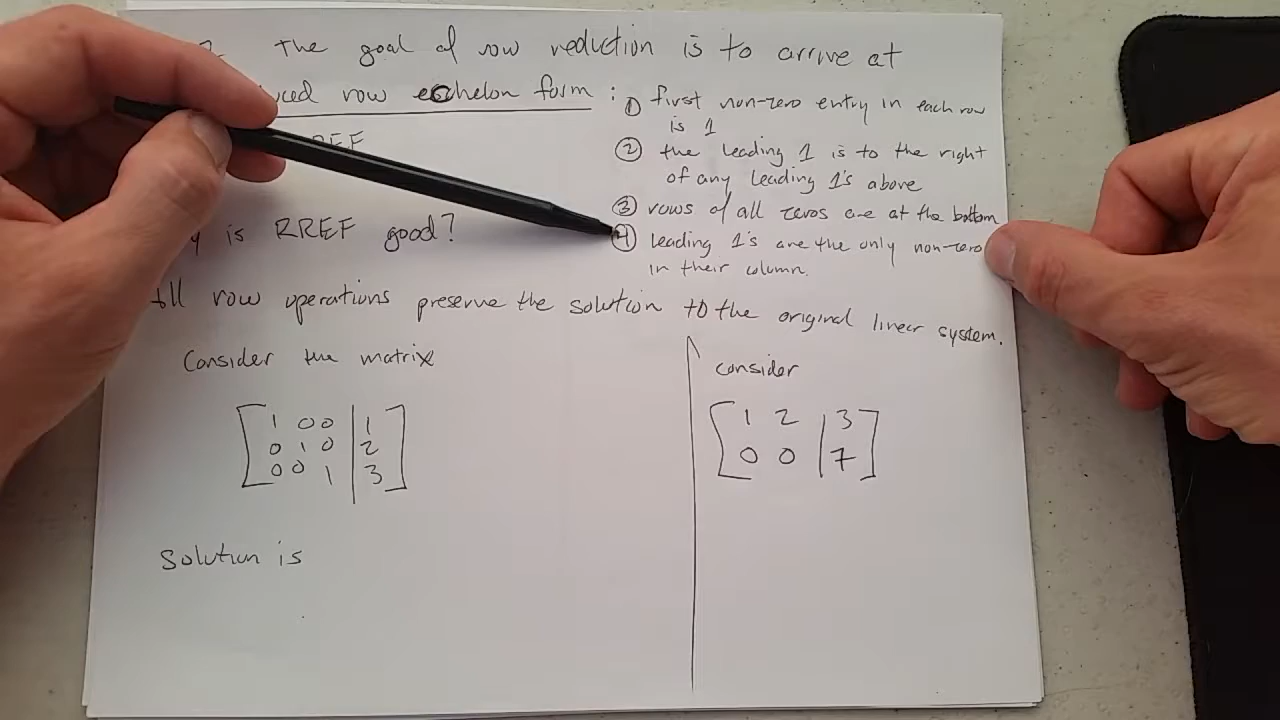 The goal of row reduction is to arrive at
row echelon form :
① first non-zero entry in each row
is 1
② the leading 1 is to the right
of any leading 1's above
③ rows of all zeros are at the bottom
④ leading 1's are the only non-zero
in their column.
is RREF good?
row operations preserve the solution to the original linear system.
Consider the matrix
1 0 0 | 1
0 1 0 | 2
0 0 1 | 3
Solution is
consider
1 2 | 3
0 0 | 7